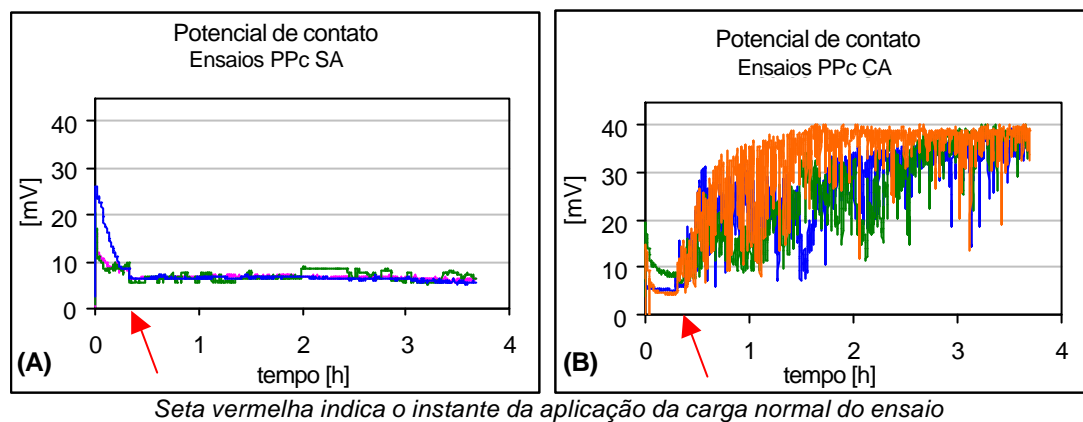 Potencial de contato
Ensaios PPc SA
40
30
20
10
0
[mV]
0 1 2 3 4
tempo [h]
(A)
Potencial de contato
Ensaios PPc CA
40
30
20
10
0
[mV]
0 1 2 3 4
tempo [h]
(B)
Seta vermelha indica o instante da aplicação da carga normal do ensaio